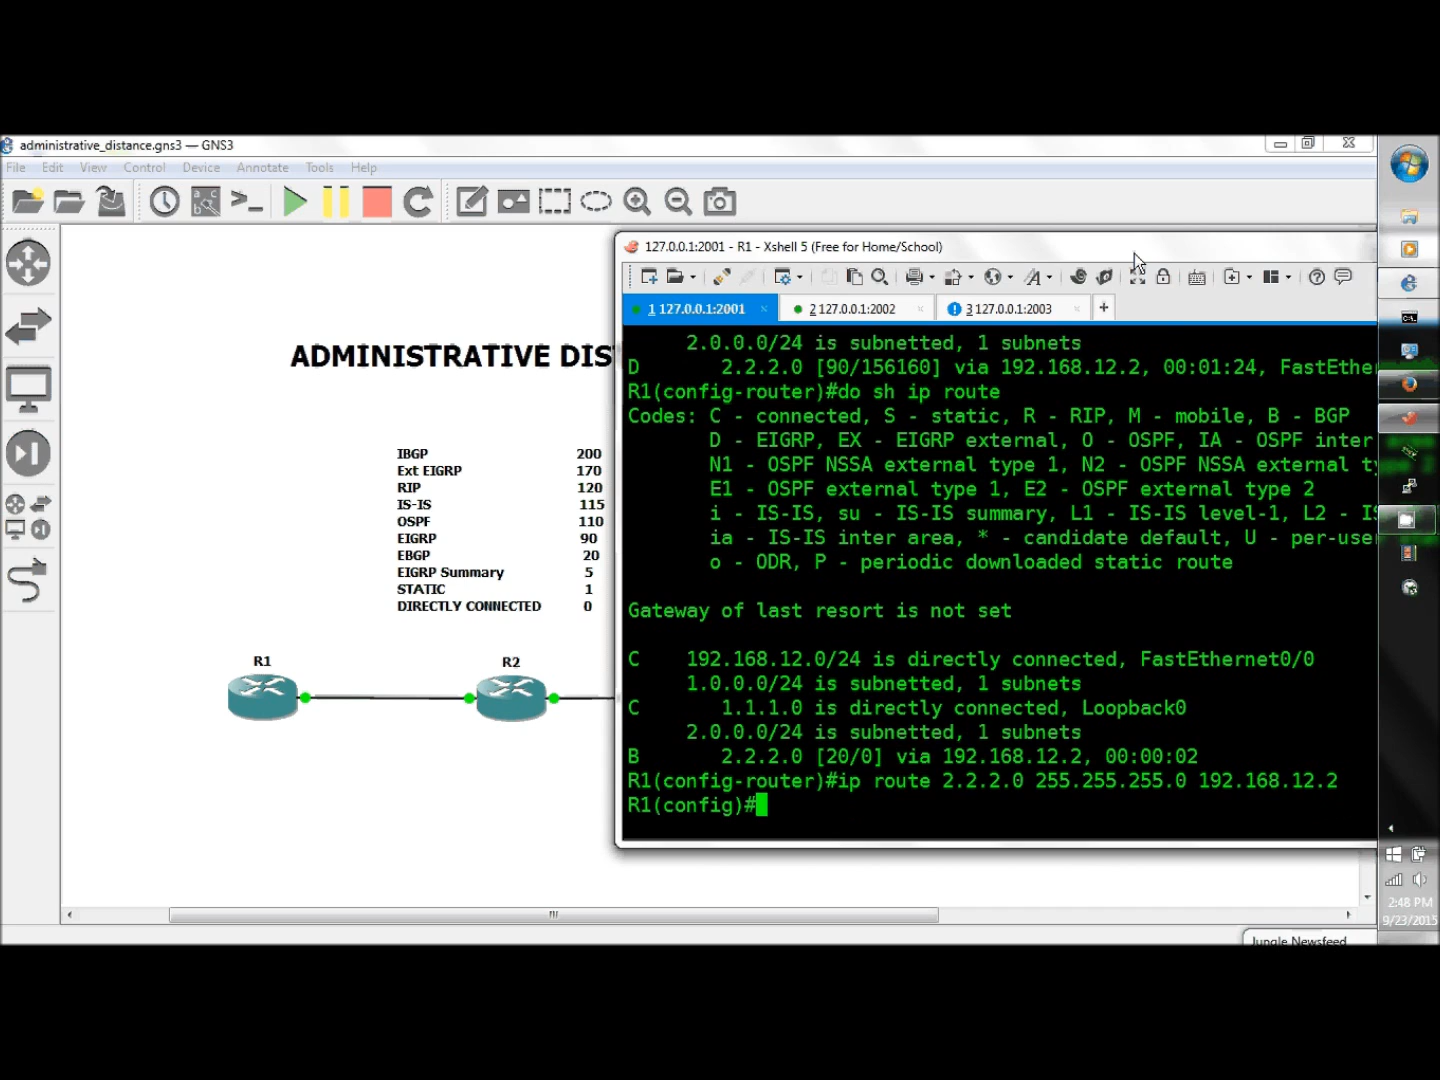 administrative_distance.gns3 — GNS3
File Edit View Control Device Annotate Tools Help
127.0.0.1:2001 - R1 - Xshell 5 (Free for Home/School)
1 127.0.0.1:2001
2 127.0.0.1:2002
3 127.0.0.1:2003
ADMINISTRATIVE DIS
IBGP 200
Ext EIGRP 170
RIP 120
IS-IS 115
OSPF 110
EIGRP 90
EBGP 20
EIGRP Summary 5
STATIC 1
DIRECTLY CONNECTED 0
R1
R2
2.0.0.0/24 is subnetted, 1 subnets
D 2.2.2.0 [90/156160] via 192.168.12.2, 00:01:24, FastEther
R1(config-router)#do sh ip route
Codes: C - connected, S - static, R - RIP, M - mobile, B - BGP
D - EIGRP, EX - EIGRP external, O - OSPF, IA - OSPF inter
N1 - OSPF NSSA external type 1, N2 - OSPF NSSA external ty
E1 - OSPF external type 1, E2 - OSPF external type 2
i - IS-IS, su - IS-IS summary, L1 - IS-IS level-1, L2 - IS
ia - IS-IS inter area, * - candidate default, U - per-use
o - ODR, P - periodic downloaded static route
Gateway of last resort is not set
C 192.168.12.0/24 is directly connected, FastEthernet0/0
1.0.0.0/24 is subnetted, 1 subnets
C 1.1.1.0 is directly connected, Loopback0
2.0.0.0/24 is subnetted, 1 subnets
B 2.2.2.0 [20/0] via 192.168.12.2, 00:00:02
R1(config-router)#ip route 2.2.2.0 255.255.255.0 192.168.12.2
R1(config)#
2:48 PM
9/23/2015
Jungle Newsfeed